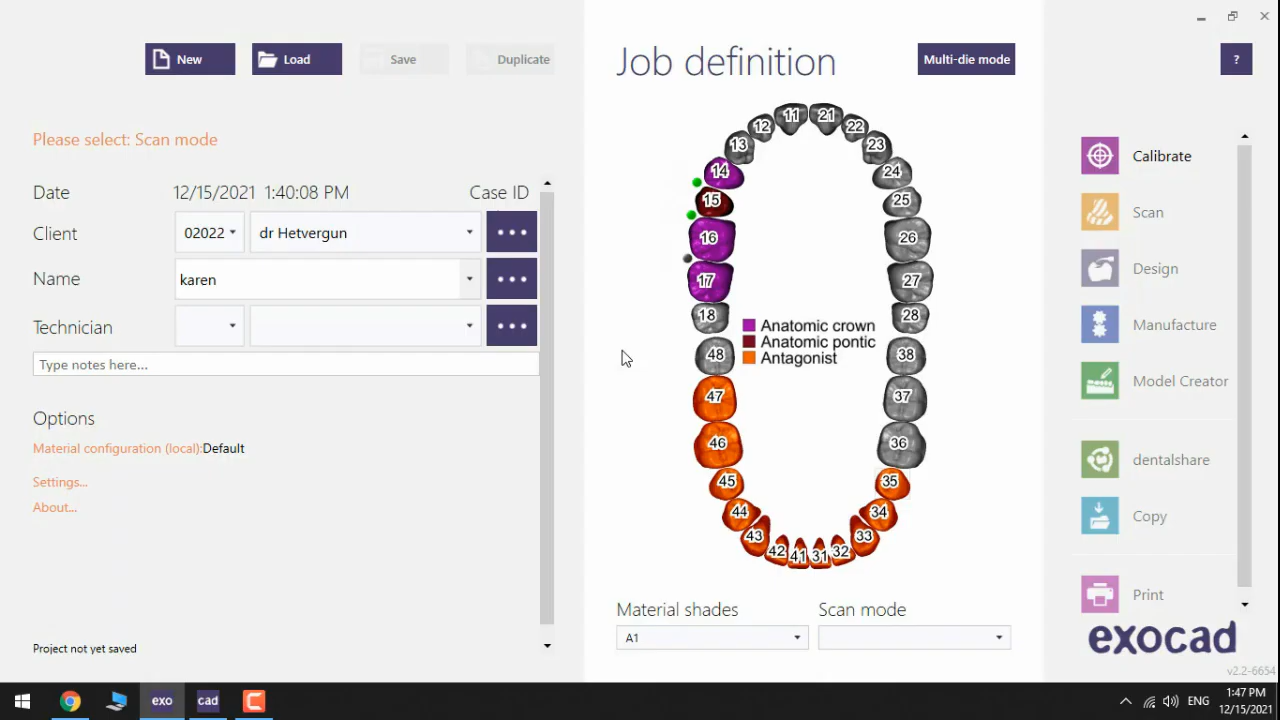 New
Load
Save
Duplicate
Job definition
Multi-die mode
?
Please select: Scan mode
Date
12/15/2021 1:40:08 PM
Case ID
Client
02022
dr Hetvergun
Name
karen
Technician
Type notes here...
Options
Material configuration (local):Default
Settings...
About...
Project not yet saved
11
21
12
22
13
23
14
24
15
25
16
26
17
27
18
28
Anatomic crown
Anatomic pontic
Antagonist
48
38
47
37
46
36
45
35
44
34
43
33
42
41
31
32
Material shades
Scan mode
A1
Calibrate
Scan
Design
Manufacture
Model Creator
dentalshare
Copy
Print
exocad
v2.2-6654
exo
cad
ENG
1:47 PM
12/15/2021